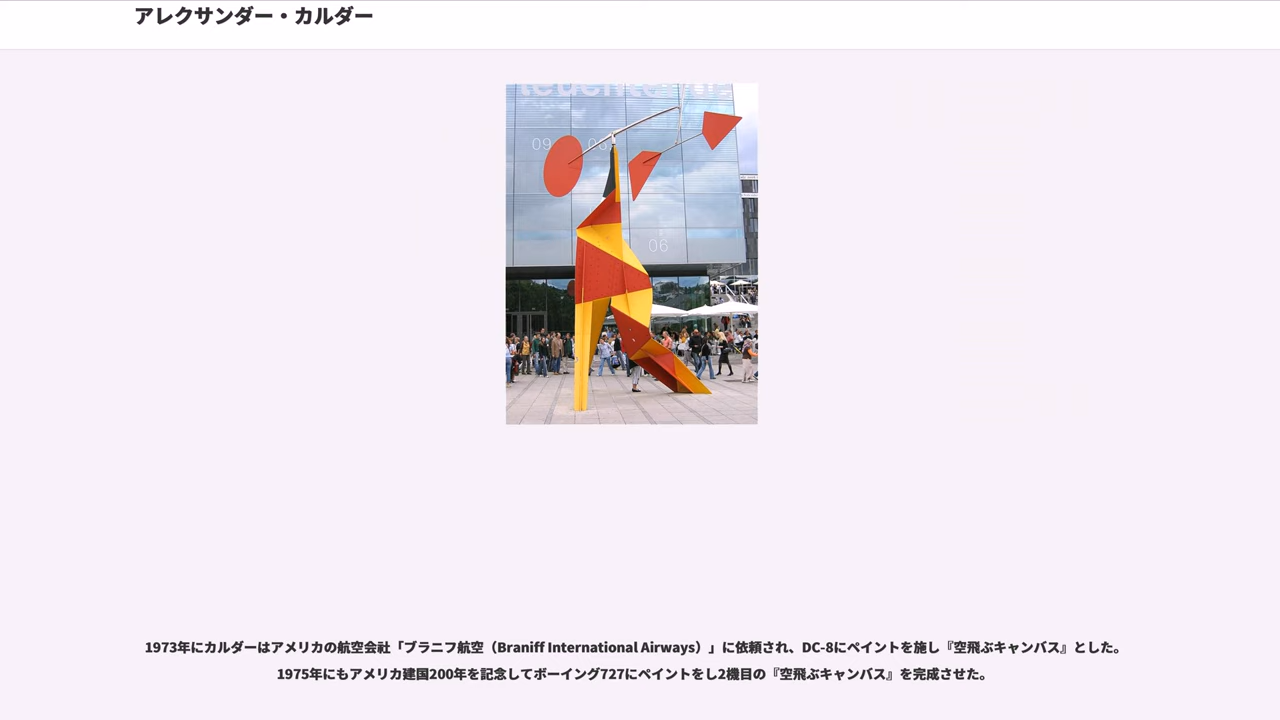 アレクサンダー・カルダー
09
06
1973年にカルダーはアメリカの航空会社「ブラニフ航空（Braniff International Airways）」に依頼され、DC-8にペイントを施し『空飛ぶキャンバス』とした。
1975年にもアメリカ建国200年を記念してボーイング727にペイントをし2機目の『空飛ぶキャンバス』を完成させた。